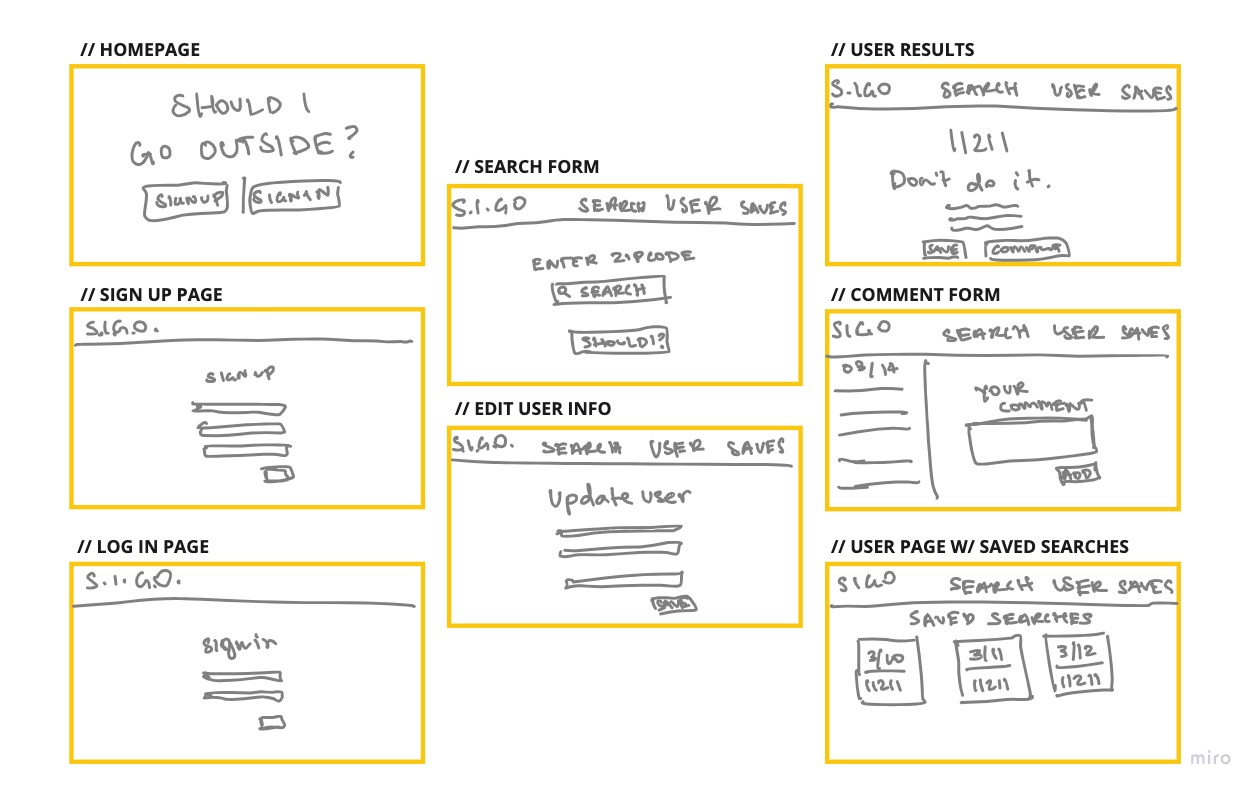 // HOMEPAGE
SHOULD I
GO OUTSIDE?
SIGNUP | SIGNIN
// SIGN UP PAGE
S.I.G.O.
SIGN UP
// LOG IN PAGE
S.I.G.O.
Signin
// SEARCH FORM
S.I.GO SEARCH USER SAVES
ENTER ZIPCODE
SEARCH
SHOULD I?
// EDIT USER INFO
S.I.G.O. SEARCH USER SAVES
Update user
SAVE
// USER RESULTS
S.IGO SEARCH USER SAVES
11211
Don't do it.
SAVE COMMENT
// COMMENT FORM
SIGO SEARCH USER SAVES
03/14
YOUR
COMMENT
ADD
// USER PAGE W/ SAVED SEARCHES
SIGO SEARCH USER SAVES
SAVED SEARCHES
3/10 3/11 3/12
11211 11211 11211
miro